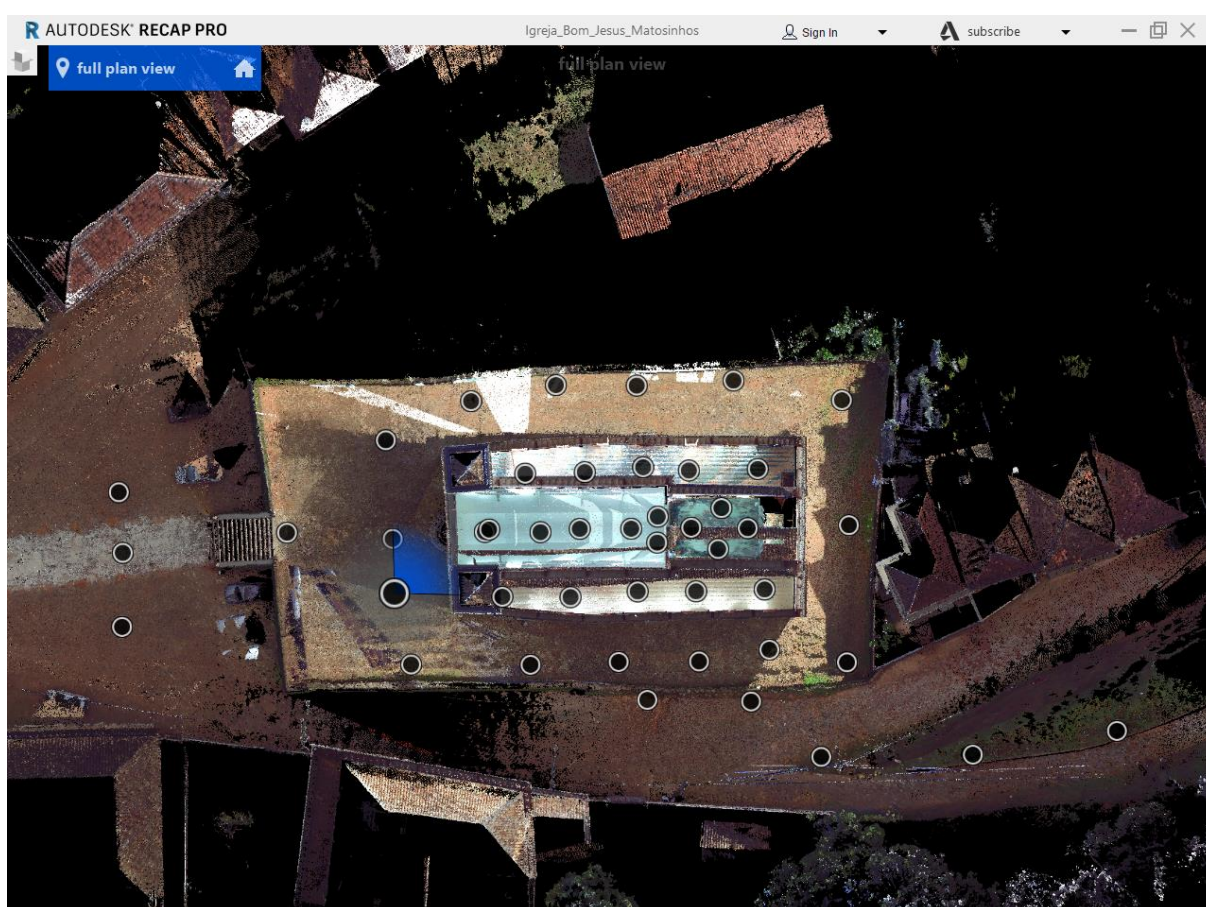 R AUTODESK® RECAP PRO
Igreja_Bom_Jesus_Matosinhos
Sign In
subscribe
full plan view
full plan view